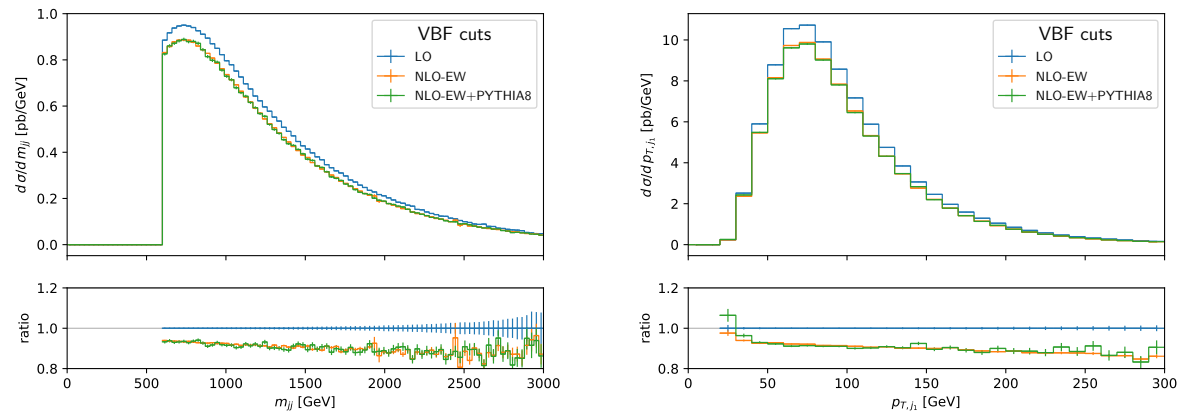 VBF cuts
LO
NLO-EW
NLO-EW+PYTHIA8
dσ/dm_jj [pb/GeV]
1.0
0.8
0.6
0.4
0.2
0.0
ratio
1.2
1.0
0.8
0 500 1000 1500 2000 2500 3000
m_jj [GeV]
VBF cuts
LO
NLO-EW
NLO-EW+PYTHIA8
dσ/dp_T,j₁ [pb/GeV]
10
8
6
4
2
0
ratio
1.2
1.0
0.8
0 50 100 150 200 250 300
p_T,j₁ [GeV]